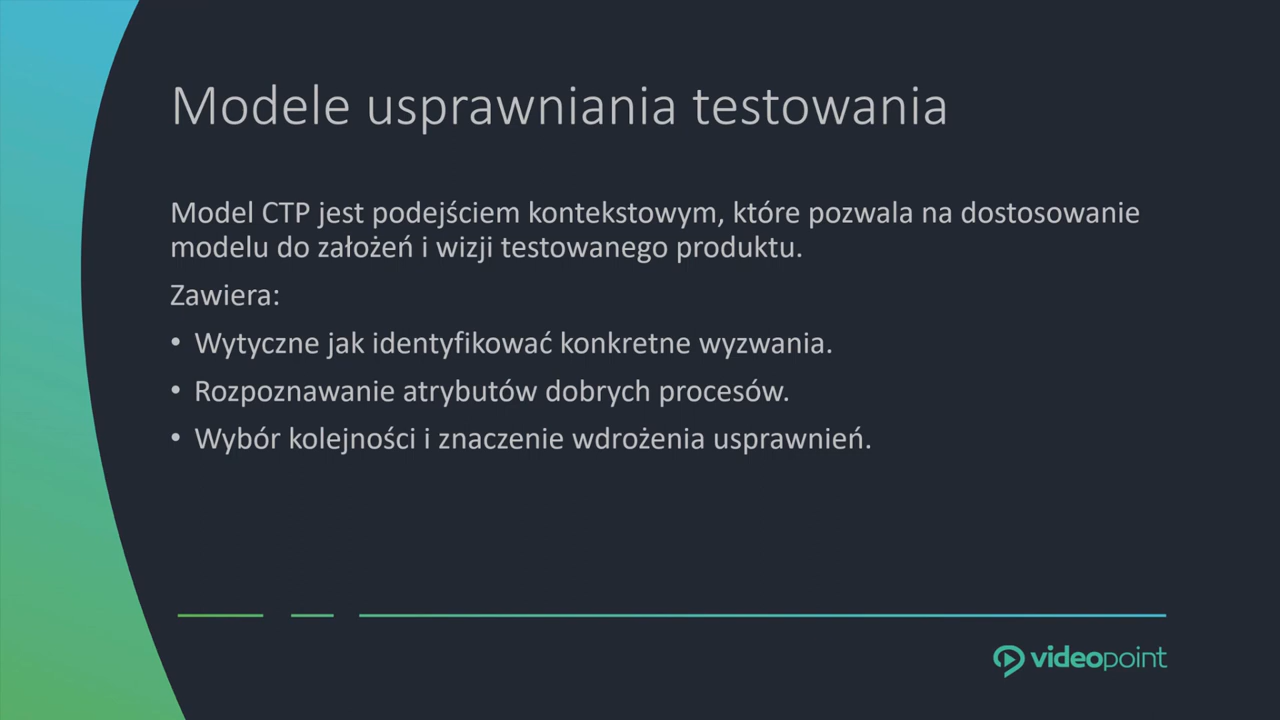 Modele usprawniania testowania
Model CTP jest podejściem kontekstowym, które pozwala na dostosowanie
modelu do założeń i wizji testowanego produktu.
Zawiera:
• Wytyczne jak identyfikować konkretne wyzwania.
• Rozpoznawanie atrybutów dobrych procesów.
• Wybór kolejności i znaczenie wdrożenia usprawnień.
videopoint